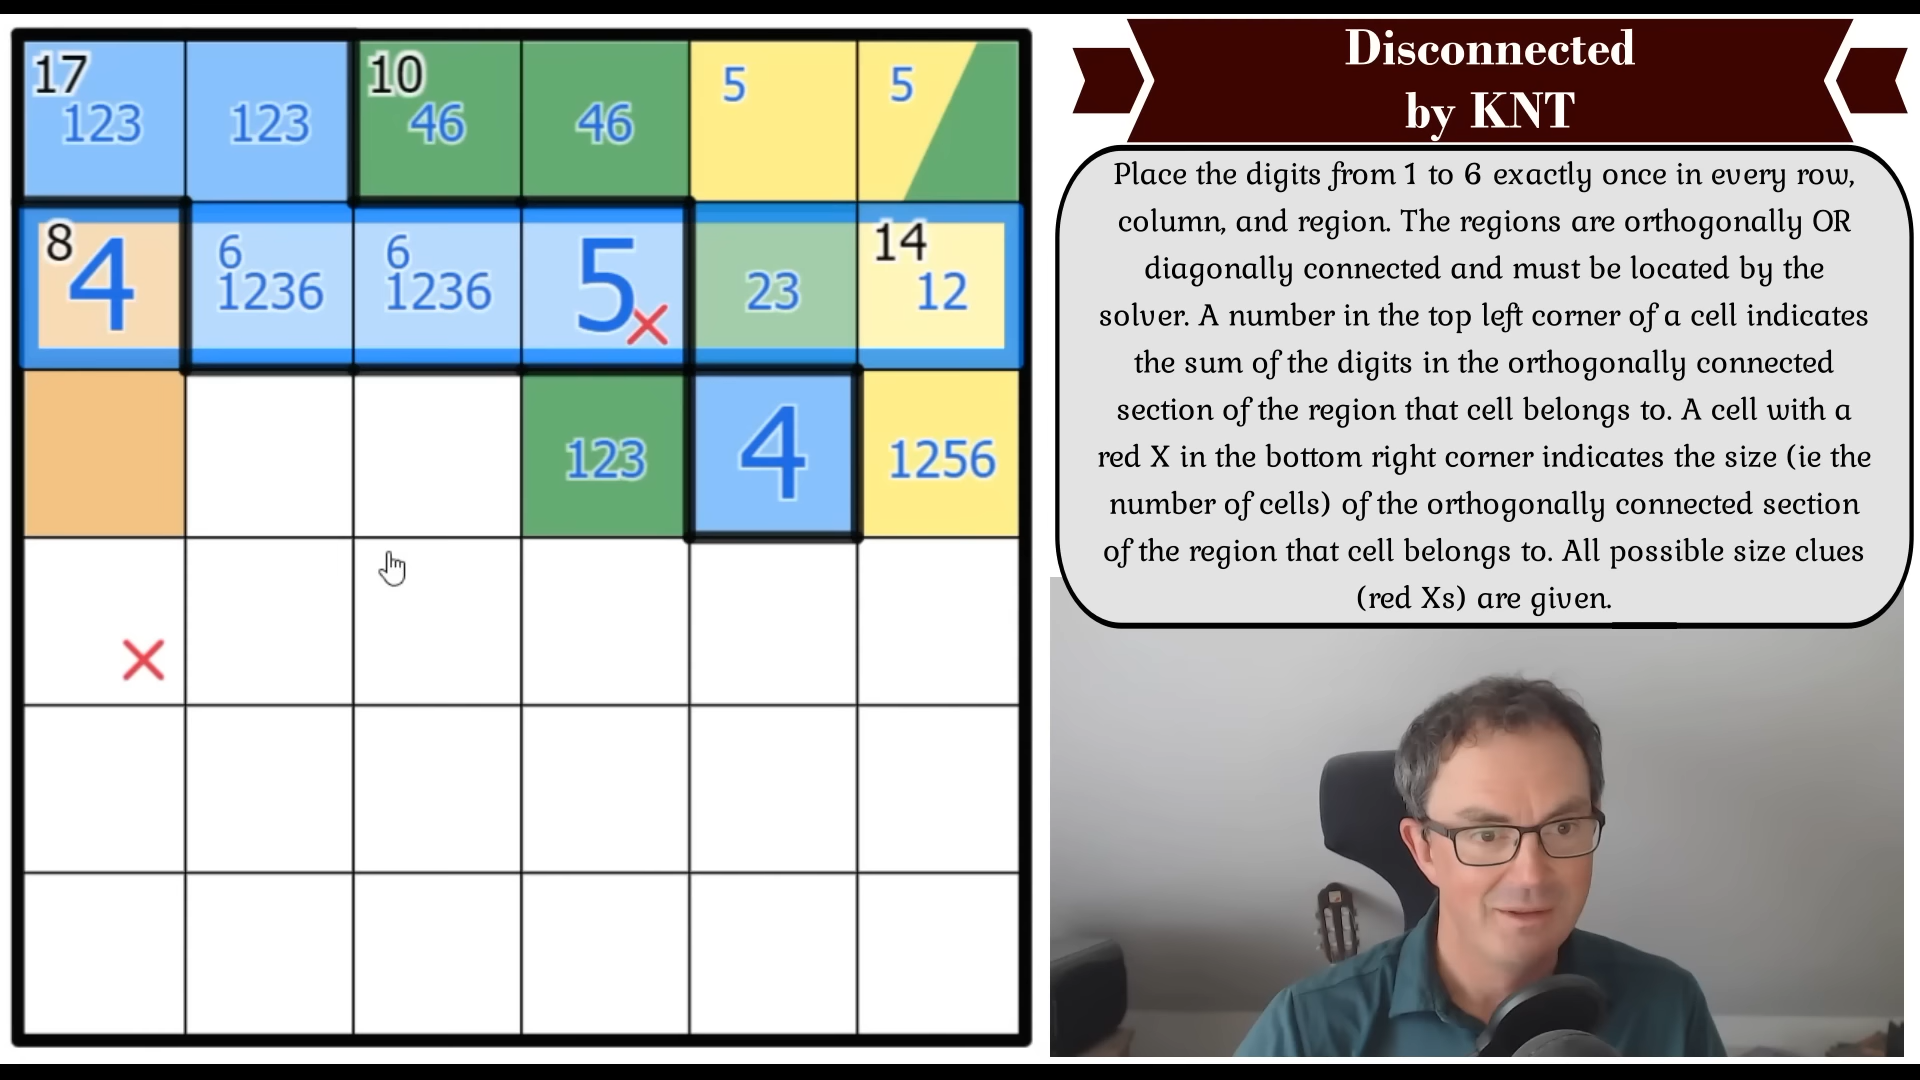 Disconnected
by KNT
Place the digits from 1 to 6 exactly once in every row,
column, and region. The regions are orthogonally OR
diagonally connected and must be located by the
solver. A number in the top left corner of a cell indicates
the sum of the digits in the orthogonally connected
section of the region that cell belongs to. A cell with a
red X in the bottom right corner indicates the size (ie the
number of cells) of the orthogonally connected section
of the region that cell belongs to. All possible size clues
(red Xs) are given.
17 10 5 5
123 123 46 46
8 4 6 6 5 14
1236 1236 23 12
123 4 1256